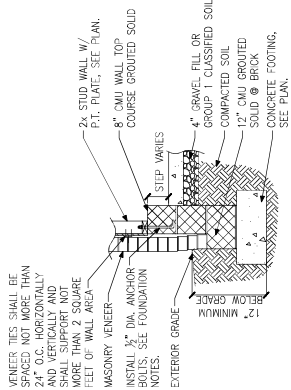 VENEER TIES SHALL BE
SPACED NOT MORE THAN
24" O.C. HORIZONTALLY
AND VERTICALLY AND
SHALL SUPPORT NOT
MORE THAN 2 SQUARE
FEET OF WALL AREA
MASONRY VENEER
INSTALL ½" DIA. ANCHOR
BOLTS, SEE FOUNDATION
NOTES.
EXTERIOR GRADE
12" MINIMUM
BELOW GRADE
2x STUD WALL W/
P.T. PLATE, SEE PLAN.
8" CMU WALL TOP
COURSE GROUTED SOLID
STEP VARIES
4" GRAVEL FILL OR
GROUP 1 CLASSIFIED SOIL
COMPACTED SOIL
12" CMU GROUTED
SOLID @ BRICK
CONCRETE FOOTING,
SEE PLAN.